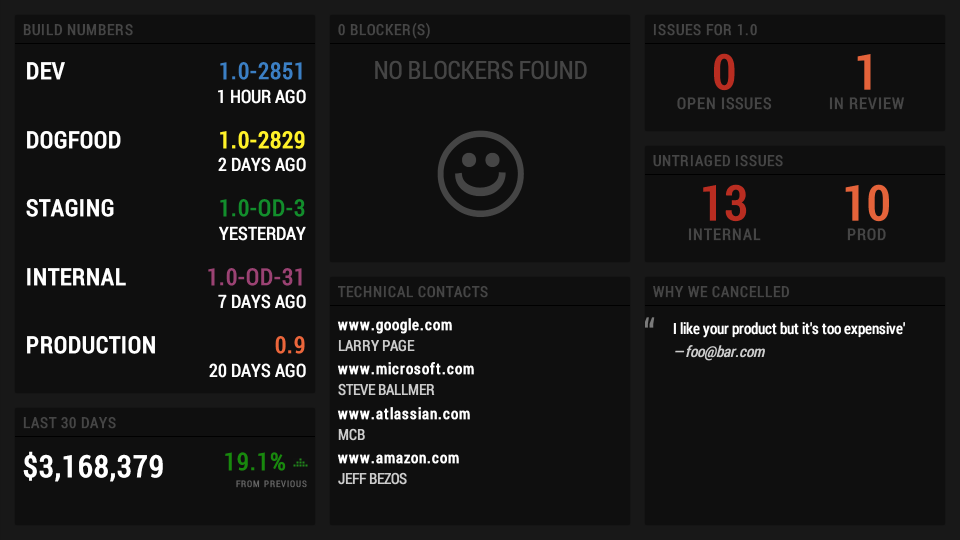 BUILD NUMBERS
DEV 1.0-2851
1 HOUR AGO
DOGFOOD 1.0-2829
2 DAYS AGO
STAGING 1.0-OD-3
YESTERDAY
INTERNAL 1.0-OD-31
7 DAYS AGO
PRODUCTION 0.9
20 DAYS AGO
LAST 30 DAYS
$3,168,379 19.1%
FROM PREVIOUS
0 BLOCKER(S)
NO BLOCKERS FOUND
TECHNICAL CONTACTS
www.google.com
LARRY PAGE
www.microsoft.com
STEVE BALLMER
www.atlassian.com
MCB
www.amazon.com
JEFF BEZOS
ISSUES FOR 1.0
0 1
OPEN ISSUES IN REVIEW
UNTRIAGED ISSUES
13 10
INTERNAL PROD
WHY WE CANCELLED
“ I like your product but it's too expensive'
—foo@bar.com